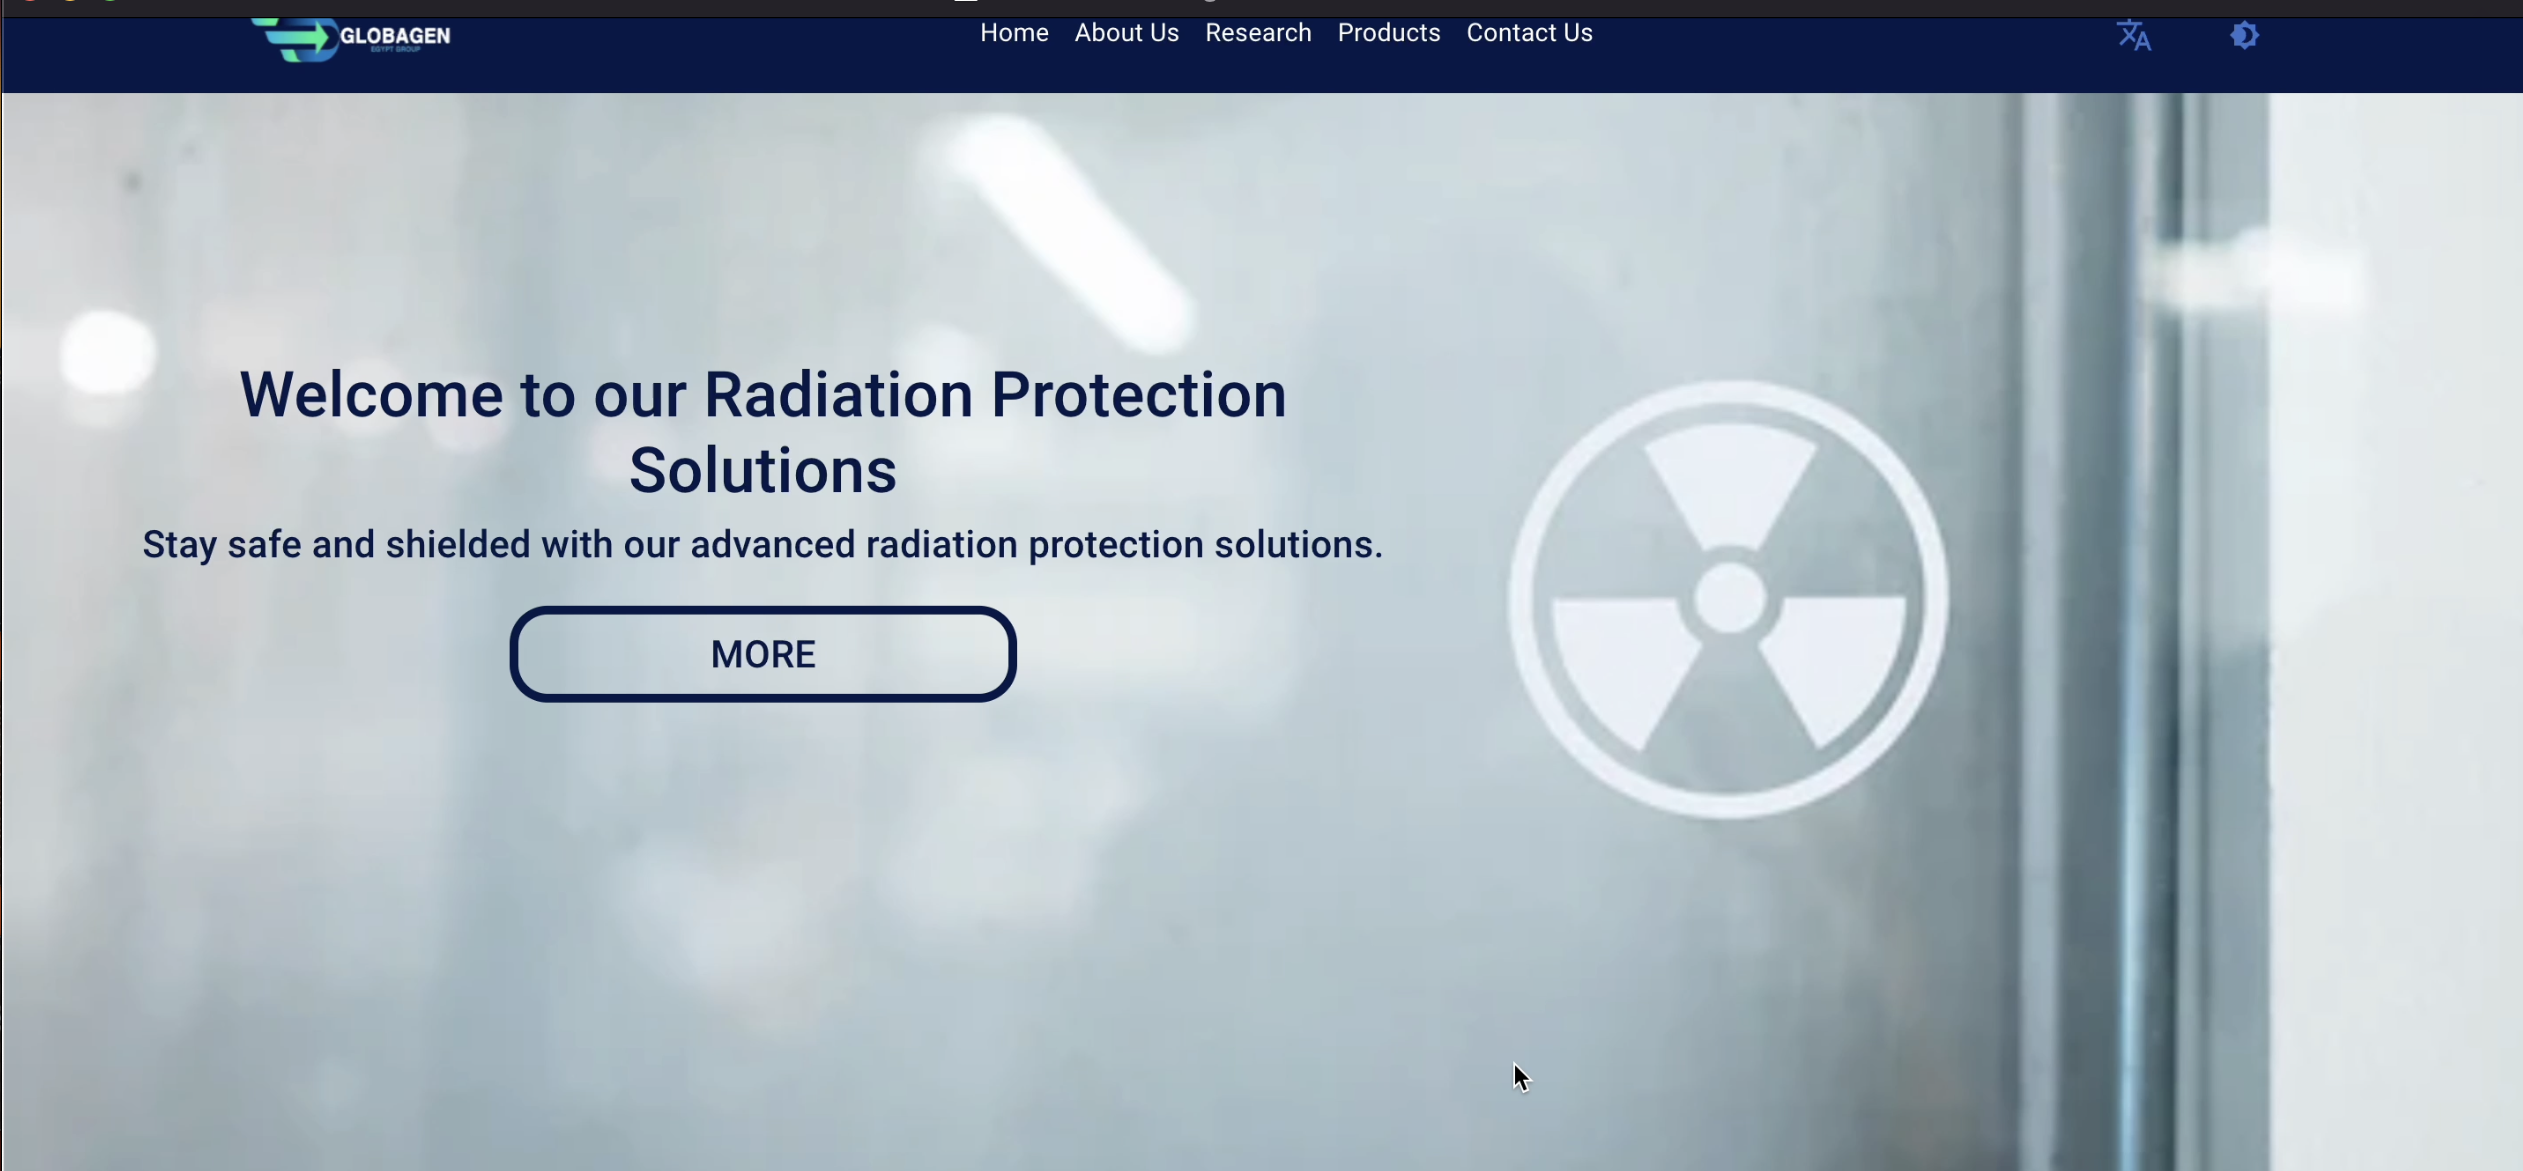 GLOBAGEN
EGYPT GROUP
Home About Us Research Products Contact Us
Welcome to our Radiation Protection
Solutions
Stay safe and shielded with our advanced radiation protection solutions.
MORE